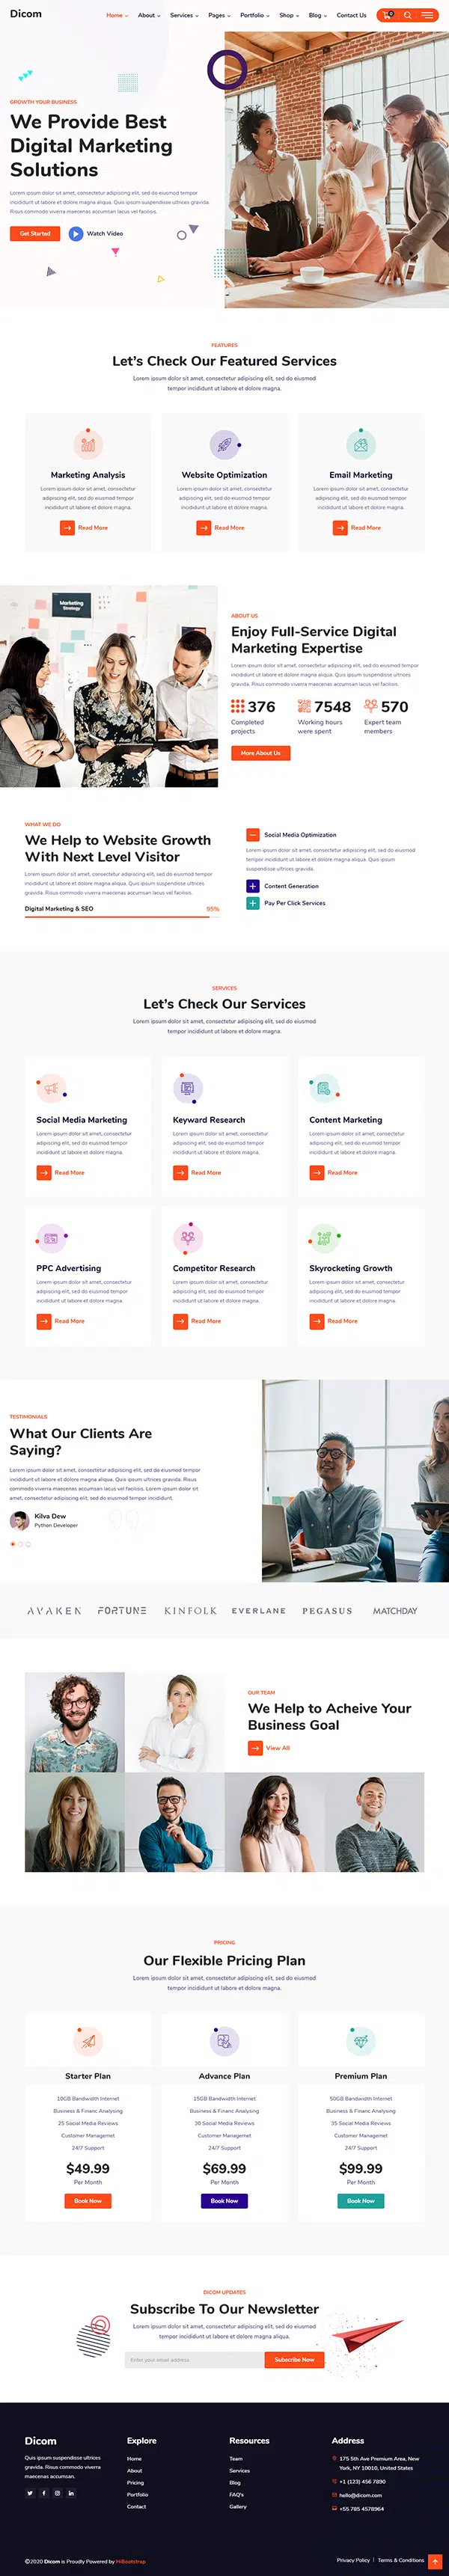 Dicom
Home About Services Pages Portfolio Shop Blog Contact Us
GROWTH YOUR BUSINESS
We Provide Best
Digital Marketing
Solutions
Lorem ipsum dolor sit amet, consectetur adipiscing elit, sed do eiusmod tempor
incididunt ut labore et dolore magna aliqua. Quis ipsum suspendisse ultrices gravida.
Risus commodo viverra maecenas accumsan lacus vel facilisis.
Get Started Watch Video
FEATURES
Let's Check Our Featured Services
Lorem ipsum dolor sit amet, consectetur adipiscing elit, sed do eiusmod
tempor incididunt ut labore et dolore magna.
Marketing Analysis
Lorem ipsum dolor sit amet, consectetur
adipiscing elit, sed do eiusmod tempor
incididunt ut labore et dolore magna.
Read More
Website Optimization
Lorem ipsum dolor sit amet, consectetur
adipiscing elit, sed do eiusmod tempor
incididunt ut labore et dolore magna.
Read More
Email Marketing
Lorem ipsum dolor sit amet, consectetur
adipiscing elit, sed do eiusmod tempor
incididunt ut labore et dolore magna.
Read More
Marketing
Strategy
ABOUT US
Enjoy Full-Service Digital
Marketing Expertise
Lorem ipsum dolor sit amet, consectetur adipiscing elit, sed do eiusmod tempor
incididunt ut labore et dolore magna aliqua. Quis ipsum suspendisse ultrices
gravida. Risus commodo viverra maecenas accumsan lacus vel facilisis.
376
Completed
projects
7548
Working hours
were spent
570
Expert team
members
More About Us
WHAT WE DO
We Help to Website Growth
With Next Level Visitor
Lorem ipsum dolor sit amet, consectetur adipiscing elit, sed do eiusmod tempor
incididunt ut labore et dolore magna aliqua. Quis ipsum suspendisse ultrices
gravida. Risus commodo viverra maecenas accumsan lacus vel facilisis.
Digital Marketing & SEO 95%
Social Media Optimization
Lorem ipsum dolor sit amet, consectetur adipiscing elit, sed do eiusmod
tempor incididunt ut labore et dolore magna aliqua. Quis ipsum
suspendisse ultrices gravida.
Content Generation
Pay Per Click Services
SERVICES
Let's Check Our Services
Lorem ipsum dolor sit amet, consectetur adipiscing elit, sed do eiusmod
tempor incididunt ut labore et dolore magna.
Social Media Marketing
Lorem ipsum dolor sit amet, consectetur
adipiscing elit, sed do eiusmod tempor
incididunt ut labore et dolore magna.
Read More
Keyward Research
Lorem ipsum dolor sit amet, consectetur
adipiscing elit, sed do eiusmod tempor
incididunt ut labore et dolore magna.
Read More
Content Marketing
Lorem ipsum dolor sit amet, consectetur
adipiscing elit, sed do eiusmod tempor
incididunt ut labore et dolore magna.
Read More
PPC Advertising
Lorem ipsum dolor sit amet, consectetur
adipiscing elit, sed do eiusmod tempor
incididunt ut labore et dolore magna.
Read More
Competitor Research
Lorem ipsum dolor sit amet, consectetur
adipiscing elit, sed do eiusmod tempor
incididunt ut labore et dolore magna.
Read More
Skyrocketing Growth
Lorem ipsum dolor sit amet, consectetur
adipiscing elit, sed do eiusmod tempor
incididunt ut labore et dolore magna.
Read More
TESTIMONIALS
What Our Clients Are
Saying?
Lorem ipsum dolor sit amet, consectetur adipiscing elit, sed do eiusmod tempor
incididunt ut labore et dolore magna aliqua. Quis ipsum suspendisse ultrices gravida.
Risus commodo viverra maecenas accumsan lacus vel facilisis. Lorem ipsum dolor sit
amet, consectetur adipiscing elit, sed do eiusmod tempor incididunt.
Kilva Dew
Python Developer
AVAKEN FORTUNE KINFOLK EVERLANE PEGASUS MATCHDAY
OUR TEAM
We Help to Acheive Your
Business Goal
View All
PRICING
Our Flexible Pricing Plan
Lorem ipsum dolor sit amet, consectetur adipiscing elit, sed do eiusmod
tempor incididunt ut labore et dolore magna.
Starter Plan
10GB Bandwidth Internet
Business & Financ Analysing
25 Social Media Reviews
Customer Managemet
24/7 Support
$49.99
Per Month
Book Now
Advance Plan
15GB Bandwidth Internet
Business & Financ Analysing
30 Social Media Reviews
Customer Managemet
24/7 Support
$69.99
Per Month
Book Now
Premium Plan
50GB Bandwidth Internet
Business & Financ Analysing
35 Social Media Reviews
Customer Managemet
24/7 Support
$99.99
Per Month
Book Now
DICOM UPDATES
Subscribe To Our Newsletter
Lorem ipsum dolor sit amet, consectetur adipiscing elit, sed do eiusmod
tempor incididunt ut labore et dolore magna aliqua.
Enter your email address Subscribe Now
Dicom
Quis ipsum suspendisse ultrices
gravida. Risus commodo viverra
maecenas accumsan.
Explore
Home
About
Pricing
Portfolio
Contact
Resources
Team
Services
Blog
FAQ's
Gallery
Address
175 5th Ave Premium Area, New
York, NY 10010, United States
+1 (123) 456 7890
hello@dicom.com
+55 785 4578964
©2020 Dicom is Proudly Powered by HiBootstrap
Privacy Policy | Terms & Conditions